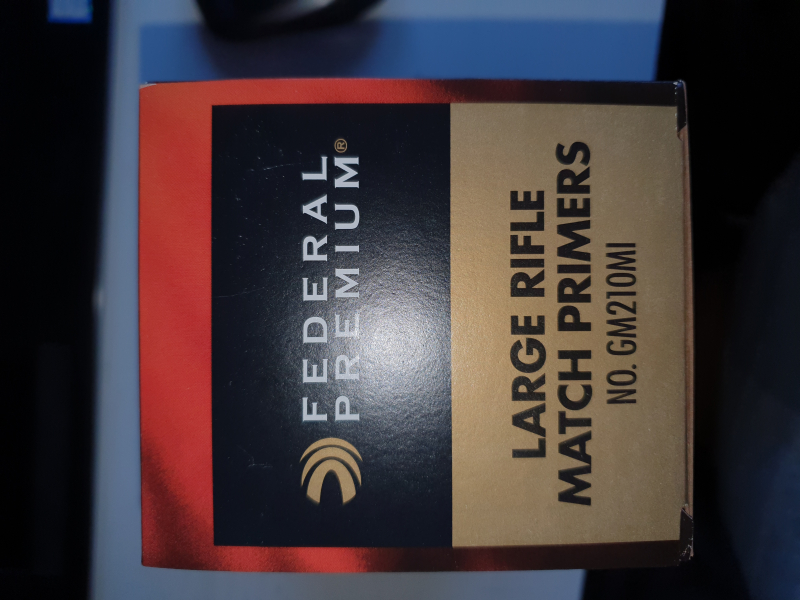 FEDERAL
PREMIUM®
LARGE RIFLE
MATCH PRIMERS
NO. GM210MI